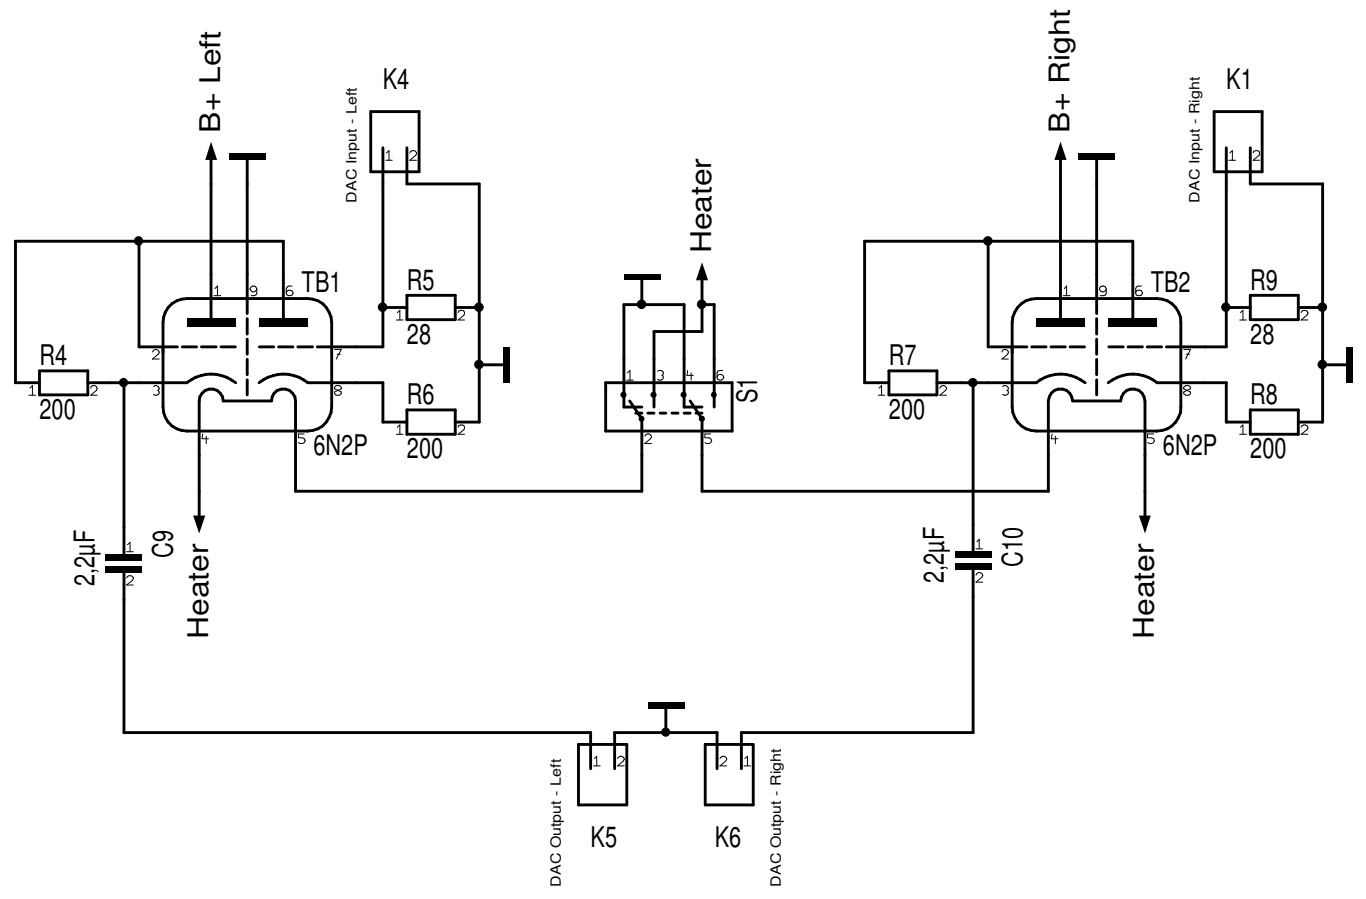 B+ Left
K4
DAC Input - Left
1 2
B+ Right
K1
DAC Input - Right
1 2
Heater
1 9 6
TB1
R5
1 2
28
2 7
R4
1 2
200
3 8
R6
1 2
200
4 5
6N2P
1 3 4 6
S1
2 5
1 9 6
TB2
R9
1 2
28
2 7
R7
1 2
200
3 8
R8
1 2
200
4 5
6N2P
2,2µF
1
2
C9
Heater
2,2µF
1
2
C10
Heater
DAC Output - Left
1 2
K5
2 1
K6
DAC Output - Right